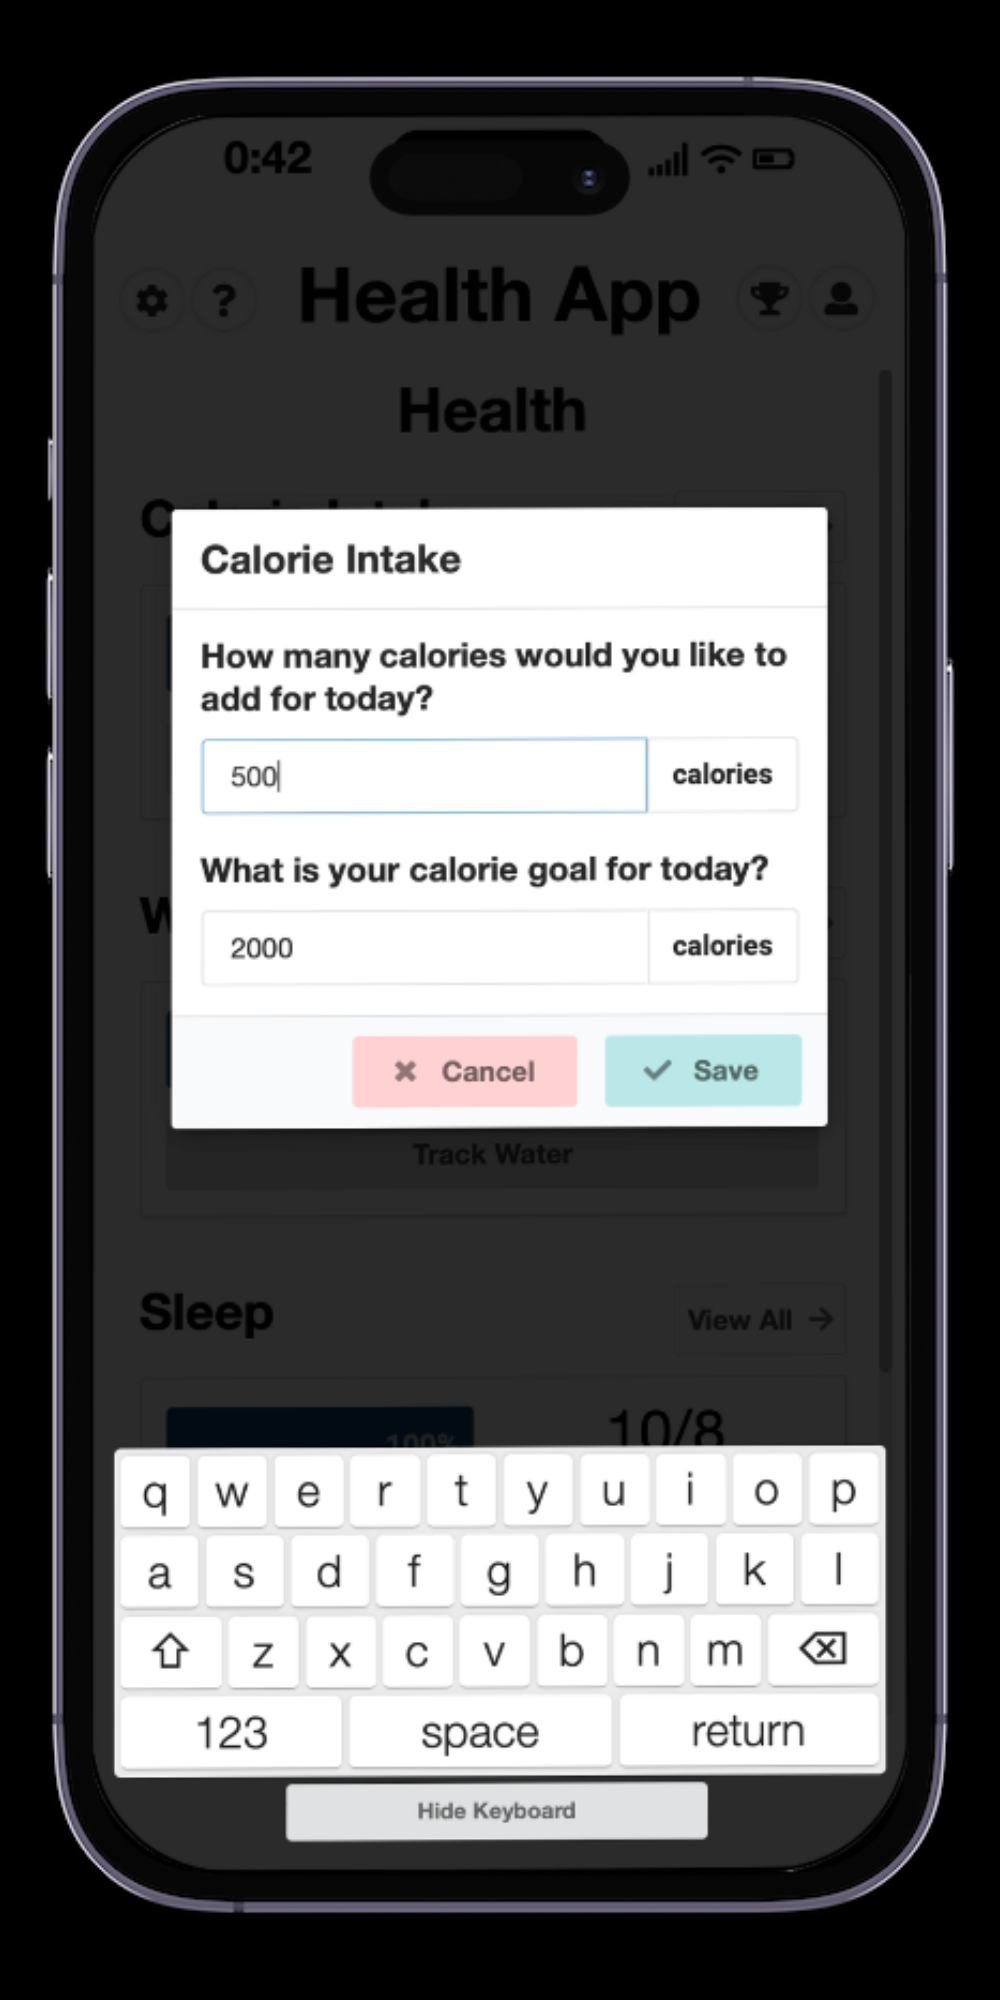 0:42
Health App
Health
Calorie Intake
How many calories would you like to
add for today?
500 calories
What is your calorie goal for today?
2000 calories
Cancel Save
Track Water
Sleep View All
100% 10/8
q w e r t y u i o p
a s d f g h j k l
z x c v b n m
123 space return
Hide Keyboard